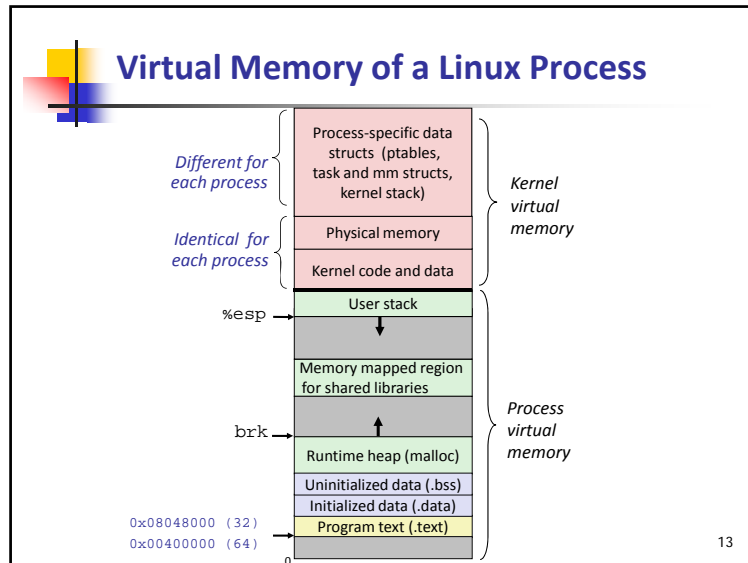 Virtual Memory of a Linux Process
Different for
each process
Process-specific data
structs (ptables,
task and mm structs,
kernel stack)
Kernel
virtual
memory
Identical for
each process
Physical memory
Kernel code and data
%esp
User stack
Memory mapped region
for shared libraries
Process
virtual
memory
brk
Runtime heap (malloc)
Uninitialized data (.bss)
Initialized data (.data)
Program text (.text)
0x08048000 (32)
0x00400000 (64)
0
13